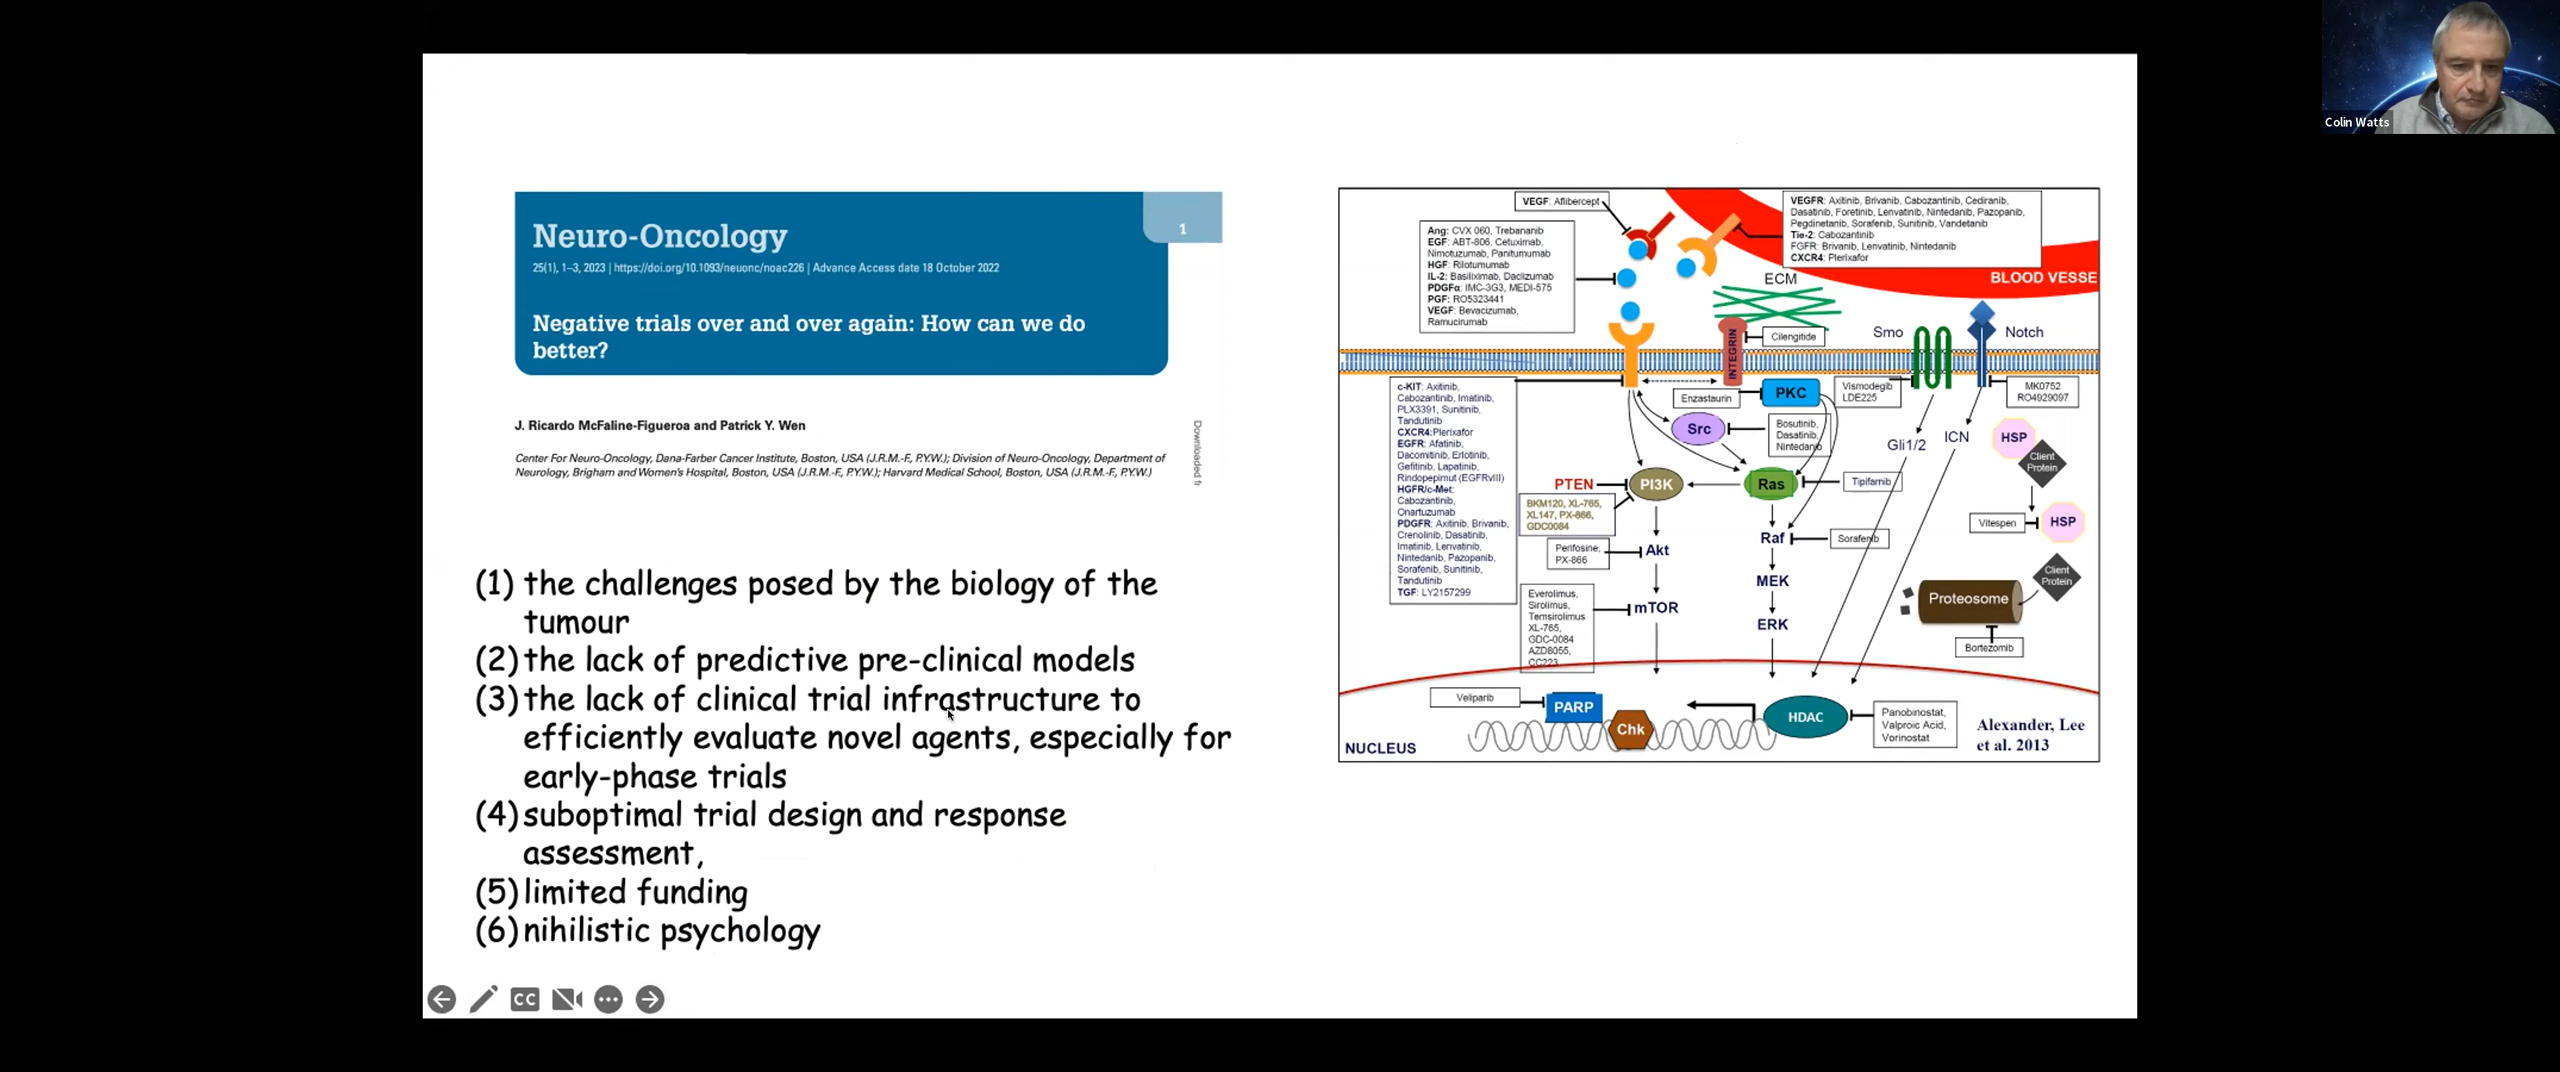 Colin Watts
Neuro-Oncology
1
25(1), 1–3, 2023 | https://doi.org/10.1093/neuonc/noac226 | Advance Access date 18 October 2022
Negative trials over and over again: How can we do
better?
J. Ricardo McFaline-Figueroa and Patrick Y. Wen
Center For Neuro-Oncology, Dana-Farber Cancer Institute, Boston, USA (J.R.M.-F., P.Y.W.); Division of Neuro-Oncology, Department of
Neurology, Brigham and Women's Hospital, Boston, USA (J.R.M.-F., P.Y.W.); Harvard Medical School, Boston, USA (J.R.M.-F., P.Y.W.)
Downloaded fr
(1) the challenges posed by the biology of the
tumour
(2) the lack of predictive pre-clinical models
(3) the lack of clinical trial infrastructure to
efficiently evaluate novel agents, especially for
early-phase trials
(4) suboptimal trial design and response
assessment,
(5) limited funding
(6) nihilistic psychology
CC
VEGF: Aflibercept
Ang: CVX 060, Trebananib
EGF: ABT-806, Cetuximab,
Nimotuzumab, Panitumumab
HGF: Rilotumumab
IL-2: Basiliximab, Daclizumab
PDGFα: IMC-3G3, MEDI-575
PGF: RO5323441
VEGF: Bevacizumab,
Ramucirumab
VEGFR: Axitinib, Brivanib, Cabozantinib, Cediranib,
Dasatinib, Foretinib, Lenvatinib, Nintedanib, Pazopanib,
Pegdinetanib, Sorafenib, Sunitinib, Vandetanib
Tie-2: Cabozantinib
FGFR: Brivanib, Lenvatinib, Nintedanib
CXCR4: Plerixafor
BLOOD VESSE
ECM
INTEGRIN
Cilengitide
Smo
Notch
c-KIT: Axitinib,
Cabozantinib, Imatinib,
PLX3391, Sunitinib,
Tandutinib
CXCR4:Plerixafor
EGFR: Afatinib,
Dacomitinib, Erlotinib,
Gefitinib, Lapatinib,
Rindopepimut (EGFRvIII)
HGFR/c-Met:
Cabozantinib,
Onartuzumab
PDGFR: Axitinib, Brivanib,
Crenolinib, Dasatinib,
Imatinib, Lenvatinib,
Nintedanib, Pazopanib,
Sorafenib, Sunitinib,
Tandutinib
TGF: LY2157299
Enzastaurin
PKC
Vismodegib
LDE225
MK0752
RO4929097
Src
Bosutinib,
Dasatinib,
Nintedanib
Gli1/2
ICN
HSP
Client
Protein
PTEN
PI3K
Ras
Tipifarnib
BKM120, XL-765,
XL147, PX-866,
GDC0084
Vitespen
HSP
Perifosine,
PX-866
Akt
Raf
Sorafenib
Client
Protein
MEK
Proteosome
Everolimus,
Sirolimus,
Temsirolimus
XL-765,
GDC-0084
AZD8055,
CC223
mTOR
ERK
Bortezomib
Veliparib
PARP
Chk
HDAC
Panobinostat,
Valproic Acid,
Vorinostat
NUCLEUS
Alexander, Lee
et al. 2013